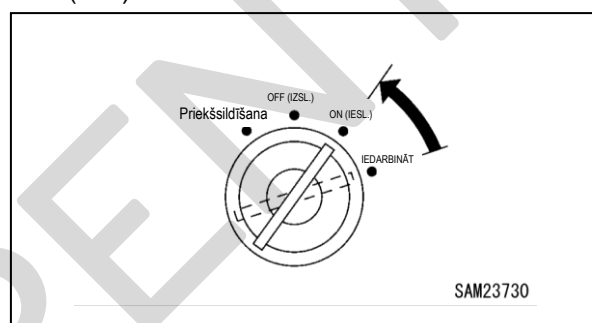 OFF (IZSL.)
Priekšsildīšana
ON (IESL.)
IEDARBINĀT
SAM23730